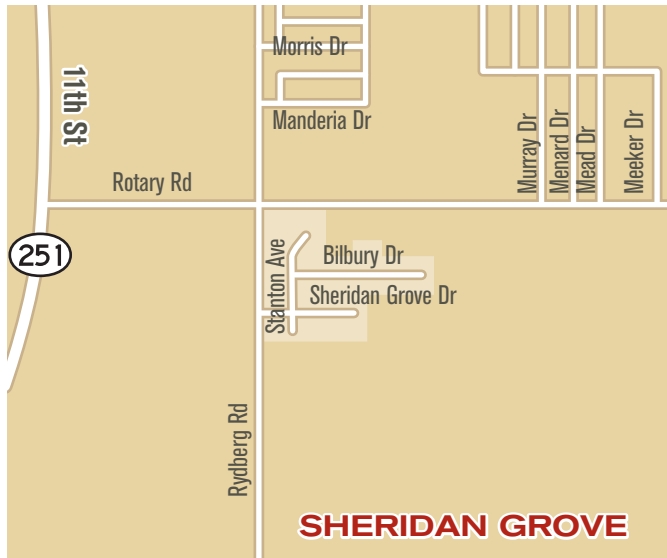 Morris Dr
11th St
Manderia Dr
Murray Dr
Menard Dr
Mead Dr
Meeker Dr
Rotary Rd
251
Stanton Ave
Bilbury Dr
Sheridan Grove Dr
Rydberg Rd
SHERIDAN GROVE